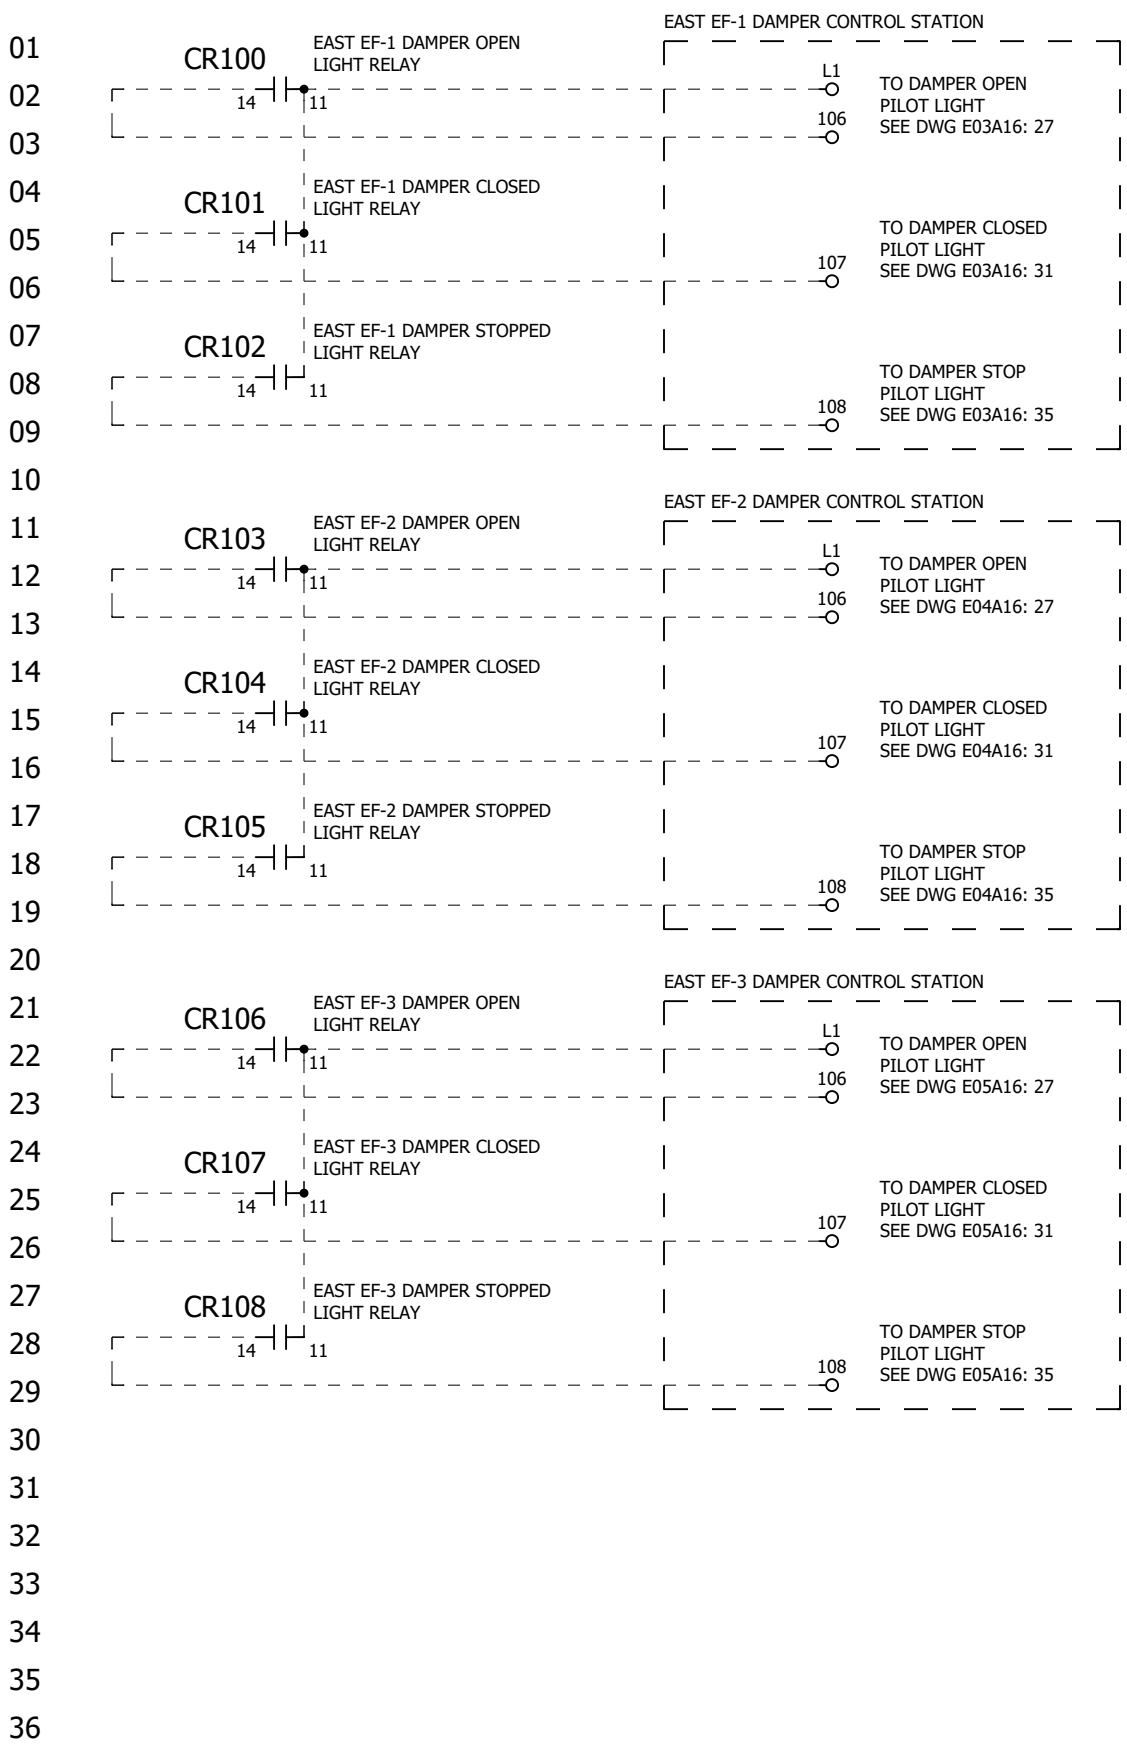 EAST EF-1 DAMPER CONTROL STATION
01
CR100
EAST EF-1 DAMPER OPEN
LIGHT RELAY
02
14
11
L1
TO DAMPER OPEN
PILOT LIGHT
SEE DWG E03A16: 27
03
106
04
CR101
EAST EF-1 DAMPER CLOSED
LIGHT RELAY
05
14
11
TO DAMPER CLOSED
PILOT LIGHT
SEE DWG E03A16: 31
06
107
07
CR102
EAST EF-1 DAMPER STOPPED
LIGHT RELAY
08
14
11
TO DAMPER STOP
PILOT LIGHT
SEE DWG E03A16: 35
09
108
10
EAST EF-2 DAMPER CONTROL STATION
11
CR103
EAST EF-2 DAMPER OPEN
LIGHT RELAY
12
14
11
L1
TO DAMPER OPEN
PILOT LIGHT
SEE DWG E04A16: 27
13
106
14
CR104
EAST EF-2 DAMPER CLOSED
LIGHT RELAY
15
14
11
TO DAMPER CLOSED
PILOT LIGHT
SEE DWG E04A16: 31
16
107
17
CR105
EAST EF-2 DAMPER STOPPED
LIGHT RELAY
18
14
11
TO DAMPER STOP
PILOT LIGHT
SEE DWG E04A16: 35
19
108
20
EAST EF-3 DAMPER CONTROL STATION
21
CR106
EAST EF-3 DAMPER OPEN
LIGHT RELAY
22
14
11
L1
TO DAMPER OPEN
PILOT LIGHT
SEE DWG E05A16: 27
23
106
24
CR107
EAST EF-3 DAMPER CLOSED
LIGHT RELAY
25
14
11
TO DAMPER CLOSED
PILOT LIGHT
SEE DWG E05A16: 31
26
107
27
CR108
EAST EF-3 DAMPER STOPPED
LIGHT RELAY
28
14
11
TO DAMPER STOP
PILOT LIGHT
SEE DWG E05A16: 35
29
108
30
31
32
33
34
35
36